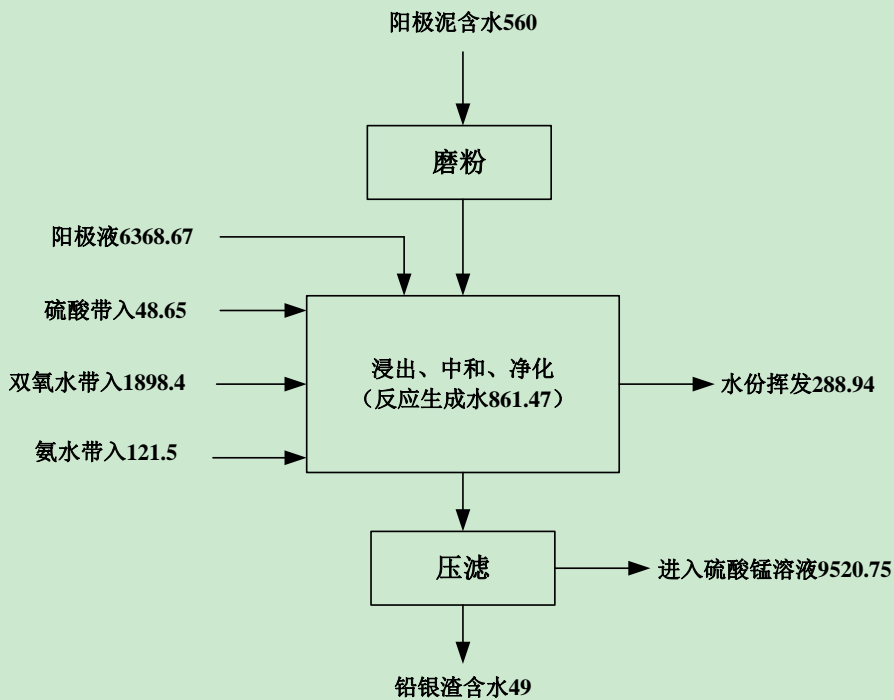 阳极泥含水560
磨粉
阳极液6368.67
硫酸带入48.65
双氧水带入1898.4
氨水带入121.5
浸出、中和、净化
（反应生成水861.47）
水份挥发288.94
压滤
进入硫酸锰溶液9520.75
铅银渣含水49